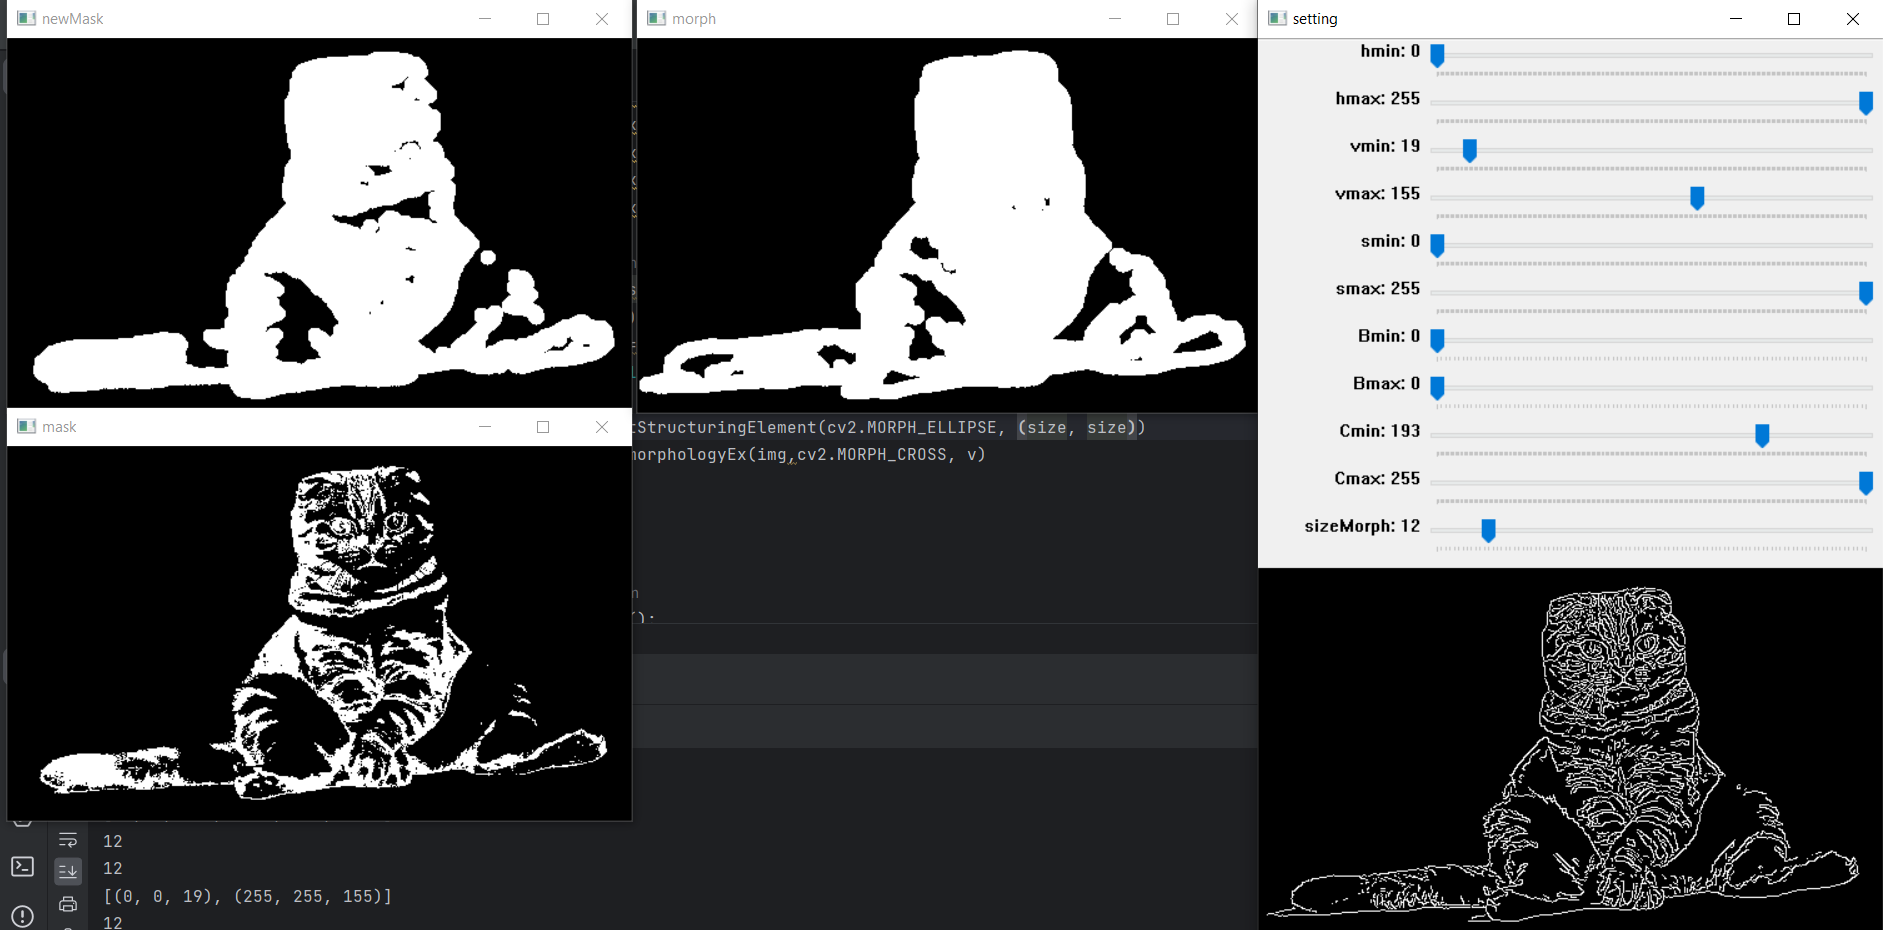 newMask
morph
setting
hmin: 0
hmax: 255
vmin: 19
vmax: 155
smin: 0
smax: 255
Bmin: 0
Bmax: 0
Cmin: 193
Cmax: 255
sizeMorph: 12
mask
tStructuringElement(cv2.MORPH_ELLIPSE, (size, size))
morphologyEx(img,cv2.MORPH_CROSS, v)
():
12
12
[(0, 0, 19), (255, 255, 155)]
12